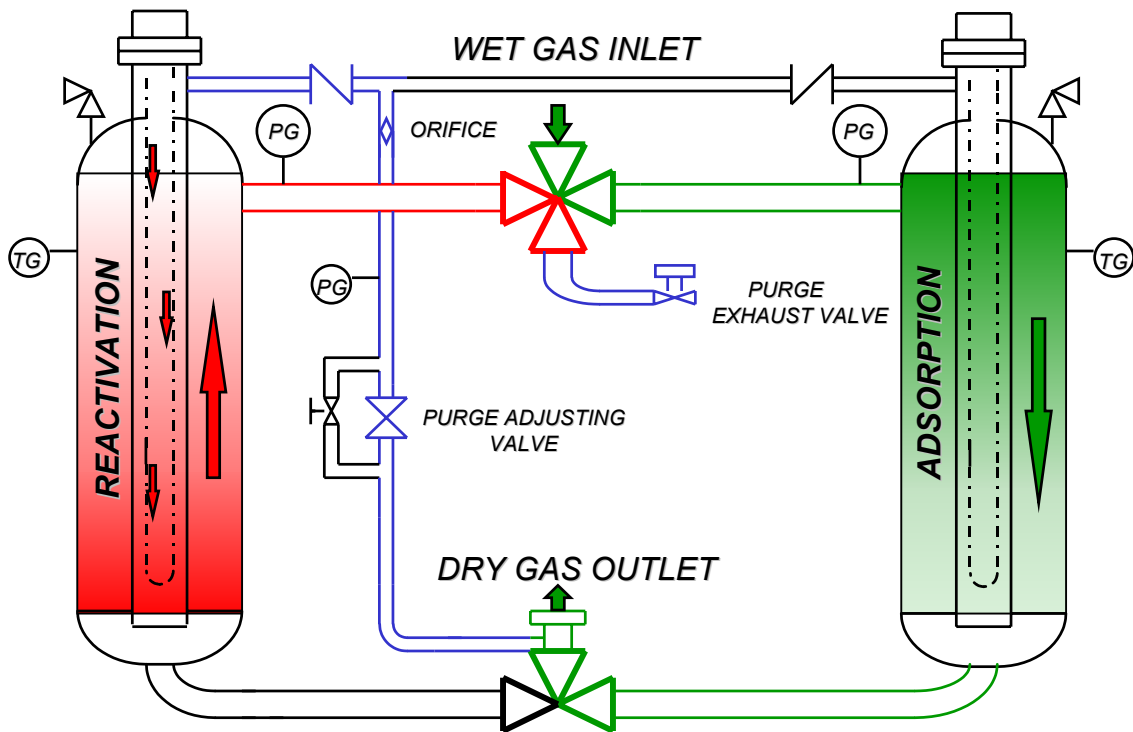 WET GAS INLET
PG
ORIFICE
PG
TG
TG
PG
PURGE
EXHAUST VALVE
REACTIVATION
ADSORPTION
PURGE ADJUSTING
VALVE
DRY GAS OUTLET